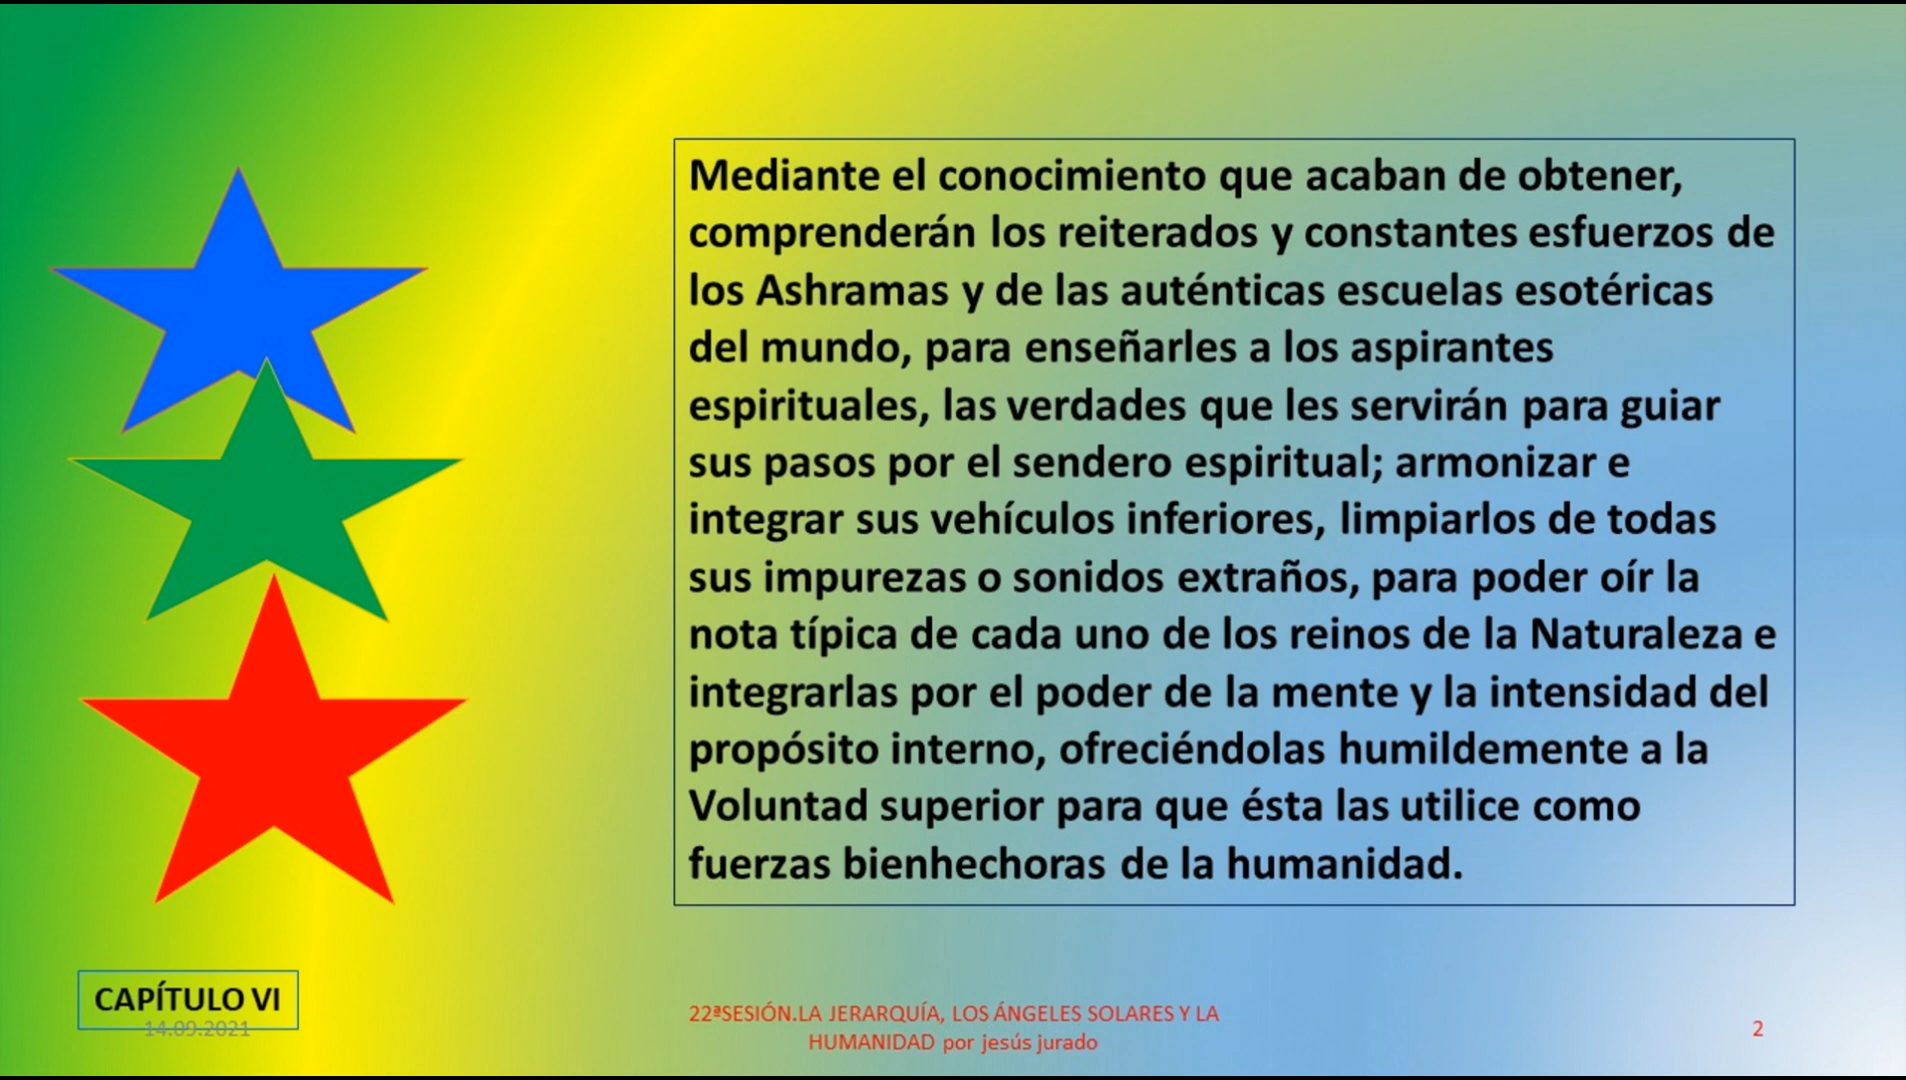 Mediante el conocimiento que acaban de obtener,
comprenderán los reiterados y constantes esfuerzos de
los Ashramas y de las auténticas escuelas esotéricas
del mundo, para enseñarles a los aspirantes
espirituales, las verdades que les servirán para guiar
sus pasos por el sendero espiritual; armonizar e
integrar sus vehículos inferiores, limpiarlos de todas
sus impurezas o sonidos extraños, para poder oír la
nota típica de cada uno de los reinos de la Naturaleza e
integrarlas por el poder de la mente y la intensidad del
propósito interno, ofreciéndolas humildemente a la
Voluntad superior para que ésta las utilice como
fuerzas bienhechoras de la humanidad.
CAPÍTULO VI
14.09.2021
22ªSESIÓN.LA JERARQUÍA, LOS ÁNGELES SOLARES Y LA
HUMANIDAD por jesús jurado
2